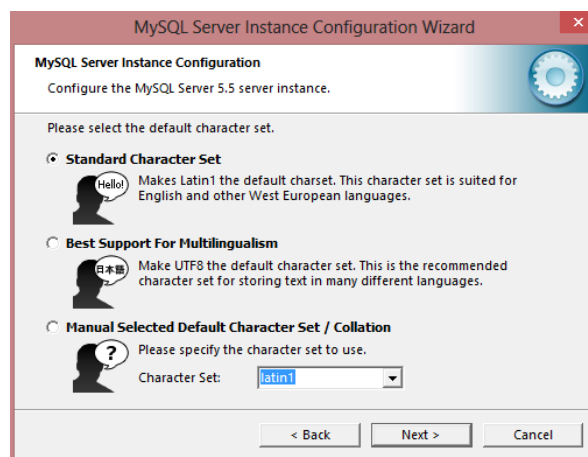 MySQL Server Instance Configuration Wizard
×
MySQL Server Instance Configuration
Configure the MySQL Server 5.5 server instance.
Please select the default character set.
Standard Character Set
Hello!
Makes Latin1 the default charset. This character set is suited for
English and other West European languages.
Best Support For Multilingualism
日本語
Make UTF8 the default character set. This is the recommended
character set for storing text in many different languages.
Manual Selected Default Character Set / Collation
?
Please specify the character set to use.
Character Set: latin1
< Back Next > Cancel